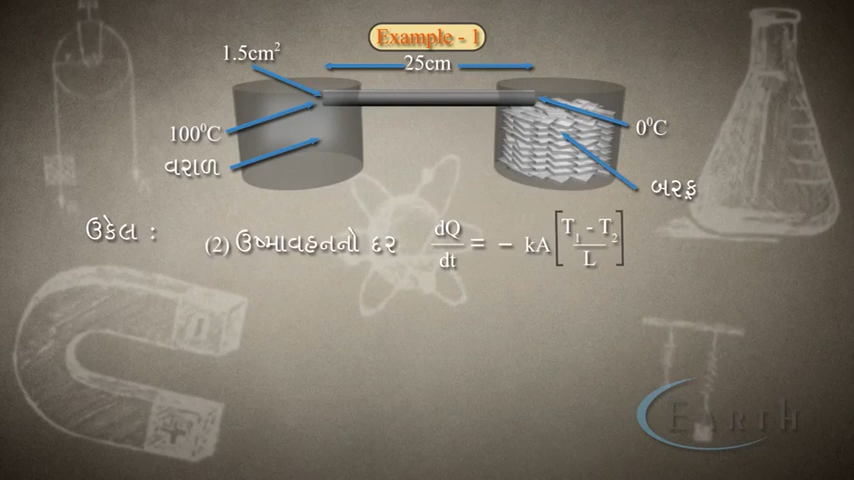 Example - 1
1.5cm²
25cm
100⁰C
0⁰C
વરાળ
બરફ
ઉકેલ :
(2) ઉષ્માવહનનો દર dQ/dt = - kA [T₁ - T₂ / L]
EARTH